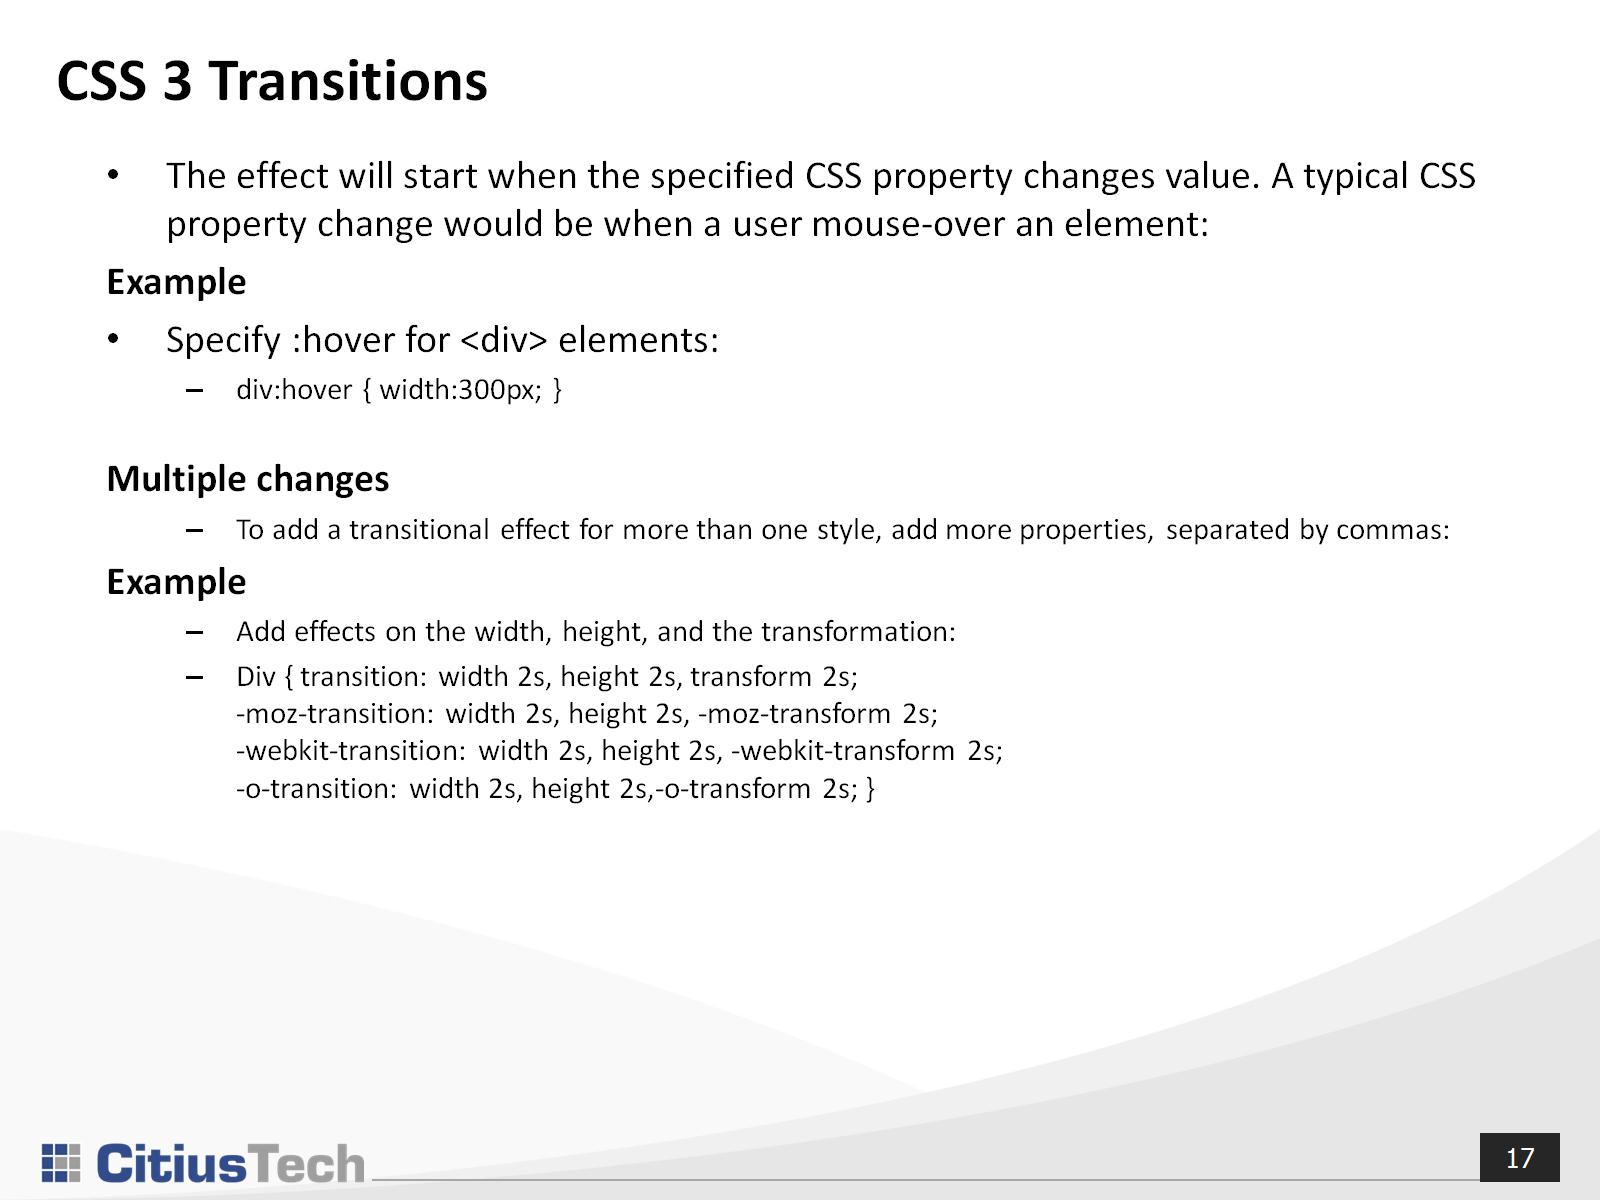 CSS 3 Transitions
• The effect will start when the specified CSS property changes value. A typical CSS
property change would be when a user mouse-over an element:
Example
• Specify :hover for <div> elements:
– div:hover { width:300px; }
Multiple changes
– To add a transitional effect for more than one style, add more properties, separated by commas:
Example
– Add effects on the width, height, and the transformation:
– Div { transition: width 2s, height 2s, transform 2s;
-moz-transition: width 2s, height 2s, -moz-transform 2s;
-webkit-transition: width 2s, height 2s, -webkit-transform 2s;
-o-transition: width 2s, height 2s,-o-transform 2s; }
CitiusTech
17